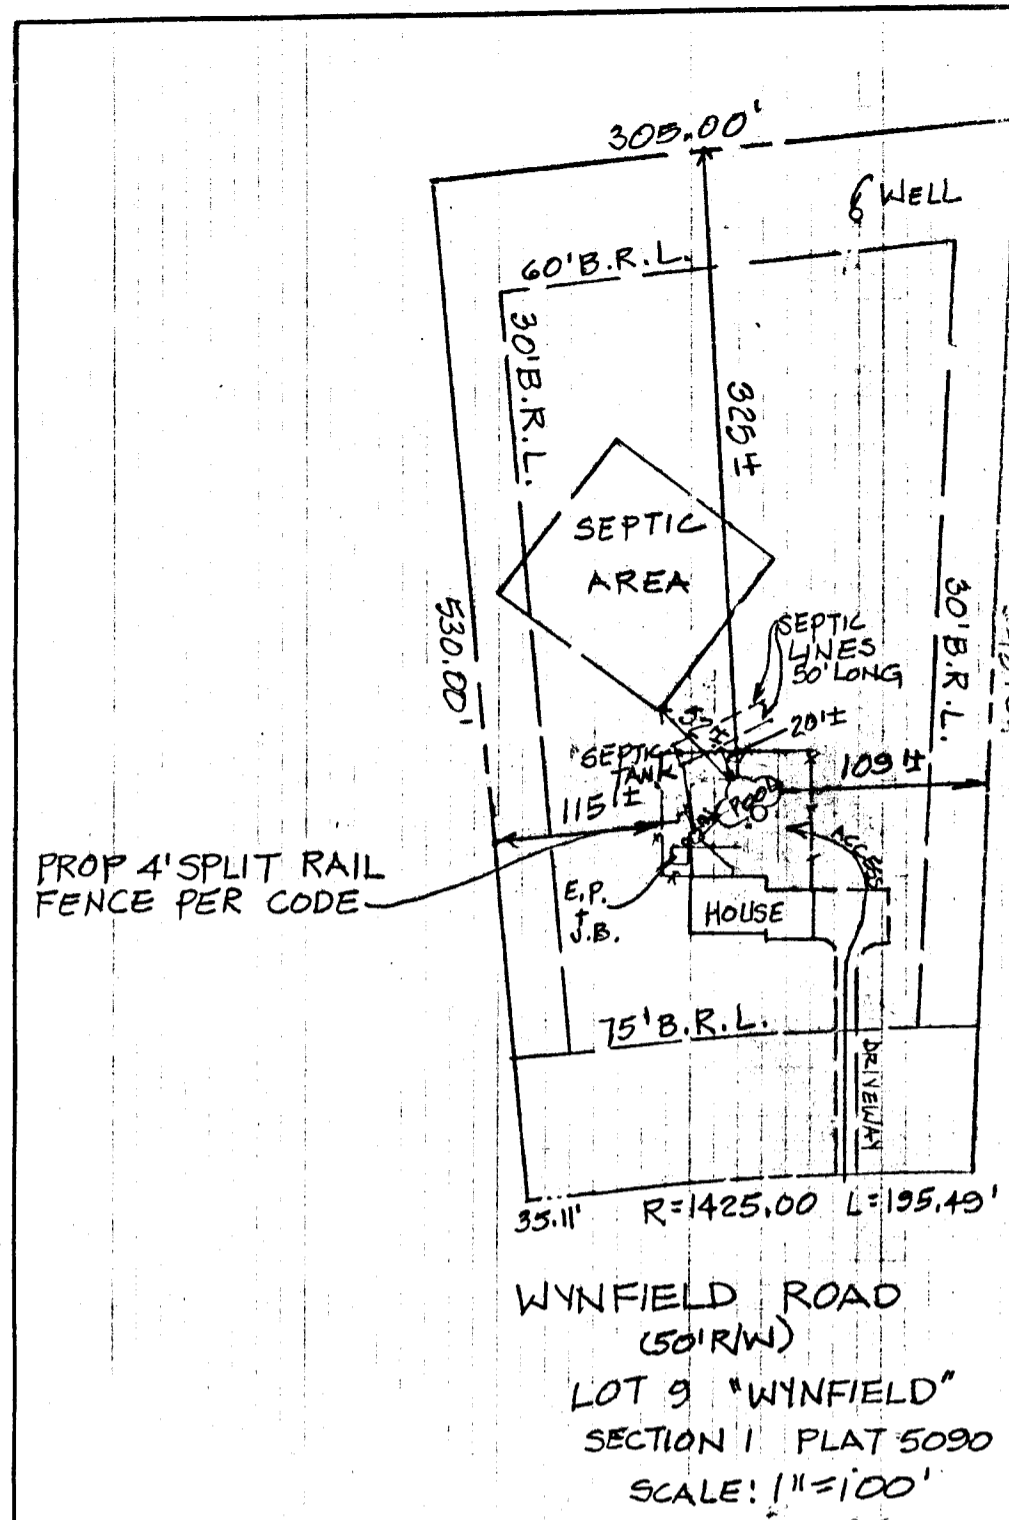 305.00'
WELL
60' B.R.L.
30' B.R.L.
325±
SEPTIC
AREA
530.00'
30' B.R.L.
SEPTIC
LINES
50' LONG
20'±
SEPTIC
TANK
109'±
115'±
POOL
ACCESS
PROP 4' SPLIT RAIL
FENCE PER CODE
E.P.
+
J.B.
HOUSE
75' B.R.L.
DRIVEWAY
35.11' R=1425.00 L=195.49'
WYNFIELD ROAD
(50' R/W)
LOT 9 "WYNFIELD"
SECTION 1 PLAT 5090
SCALE: 1"=100'